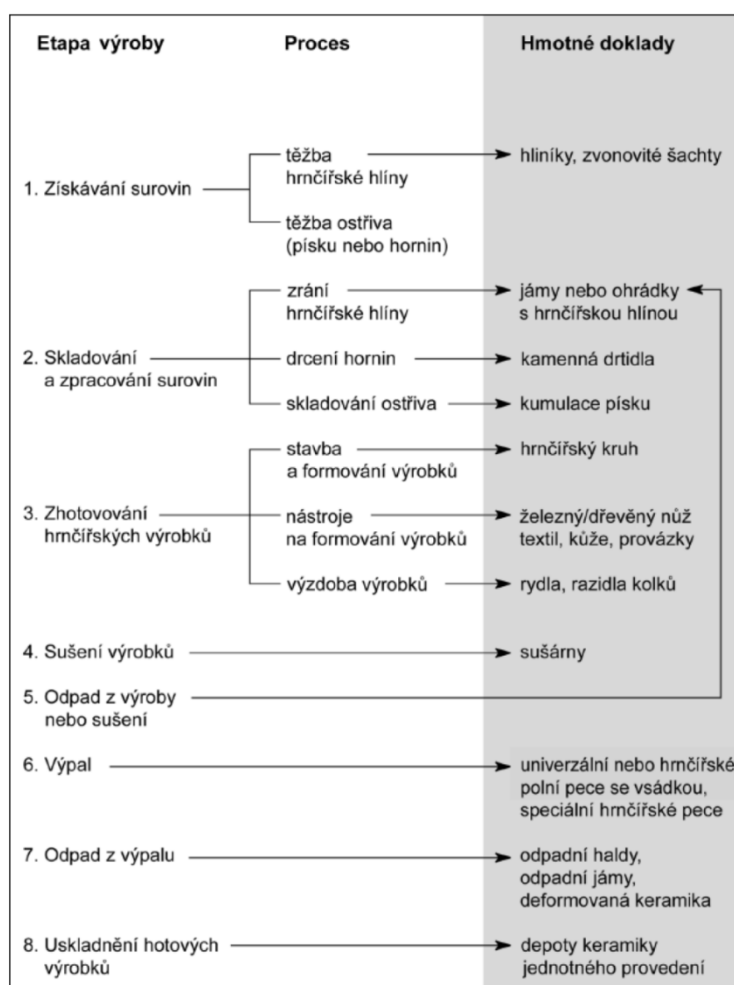 Etapa výroby Proces Hmotné doklady
těžba hliníky, zvonovité šachty
hrnčířské hlíny
1. Získávání surovin
těžba ostřiva
(písku nebo hornin)
zrání jámy nebo ohrádky
hrnčířské hlíny s hrnčířskou hlínou
2. Skladování drcení hornin kamenná drtidla
a zpracování surovin
skladování ostřiva kumulace písku
stavba hrnčířský kruh
a formování výrobků
3. Zhotovování nástroje železný/dřevěný nůž
hrnčířských výrobků na formování výrobků textil, kůže, provázky
výzdoba výrobků rydla, razidla kolků
4. Sušení výrobků sušárny
5. Odpad z výroby
nebo sušení
6. Výpal univerzální nebo hrnčířské
polní pece se vsádkou,
speciální hrnčířské pece
7. Odpad z výpalu odpadní haldy,
odpadní jámy,
deformovaná keramika
8. Uskladnění hotových depoty keramiky
výrobků jednotného provedení